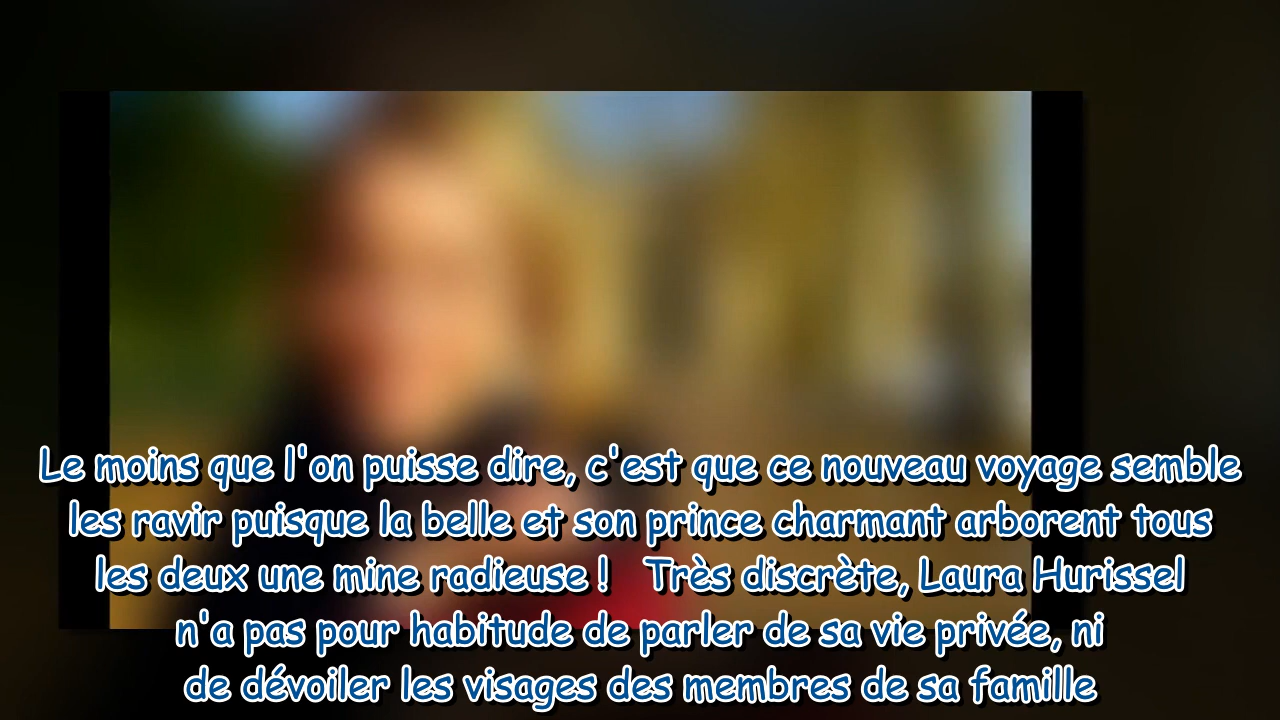 Le moins que l'on puisse dire, c'est que ce nouveau voyage semble
les ravir puisque la belle et son prince charmant arborent tous
les deux une mine radieuse !   Très discrète, Laura Hurissel
n'a pas pour habitude de parler de sa vie privée, ni
de dévoiler les visages des membres de sa famille